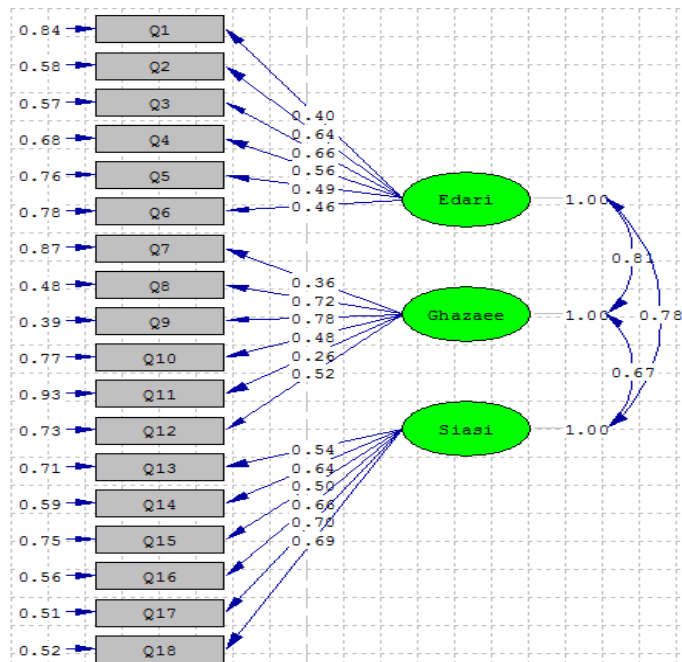 0.84 Q1
0.58 Q2
0.57 Q3
0.68 Q4
0.76 Q5
0.78 Q6
0.87 Q7
0.48 Q8
0.39 Q9
0.77 Q10
0.93 Q11
0.73 Q12
0.71 Q13
0.59 Q14
0.75 Q15
0.56 Q16
0.51 Q17
0.52 Q18
0.40
0.64
0.66
0.56
0.49
0.46
0.36
0.72
0.78
0.48
0.26
0.52
0.54
0.64
0.50
0.66
0.70
0.69
Edari 1.00
Ghazaee 1.00
Siasi 1.00
0.81
0.78
0.67